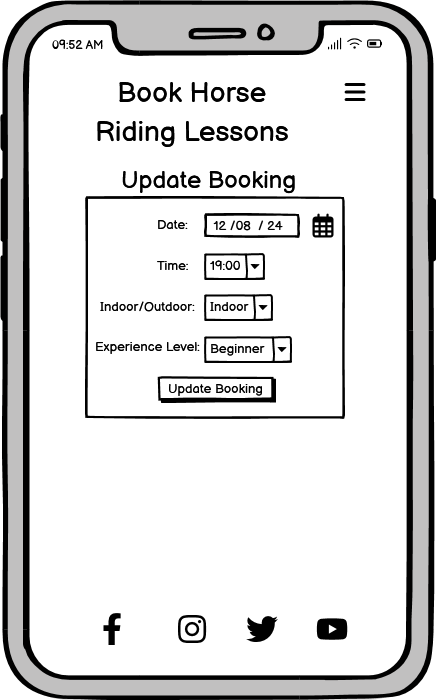 09:52 AM
Book Horse
Riding Lessons
Update Booking
Date: 12 /08 / 24
Time: 19:00
Indoor/Outdoor: Indoor
Experience Level: Beginner
Update Booking